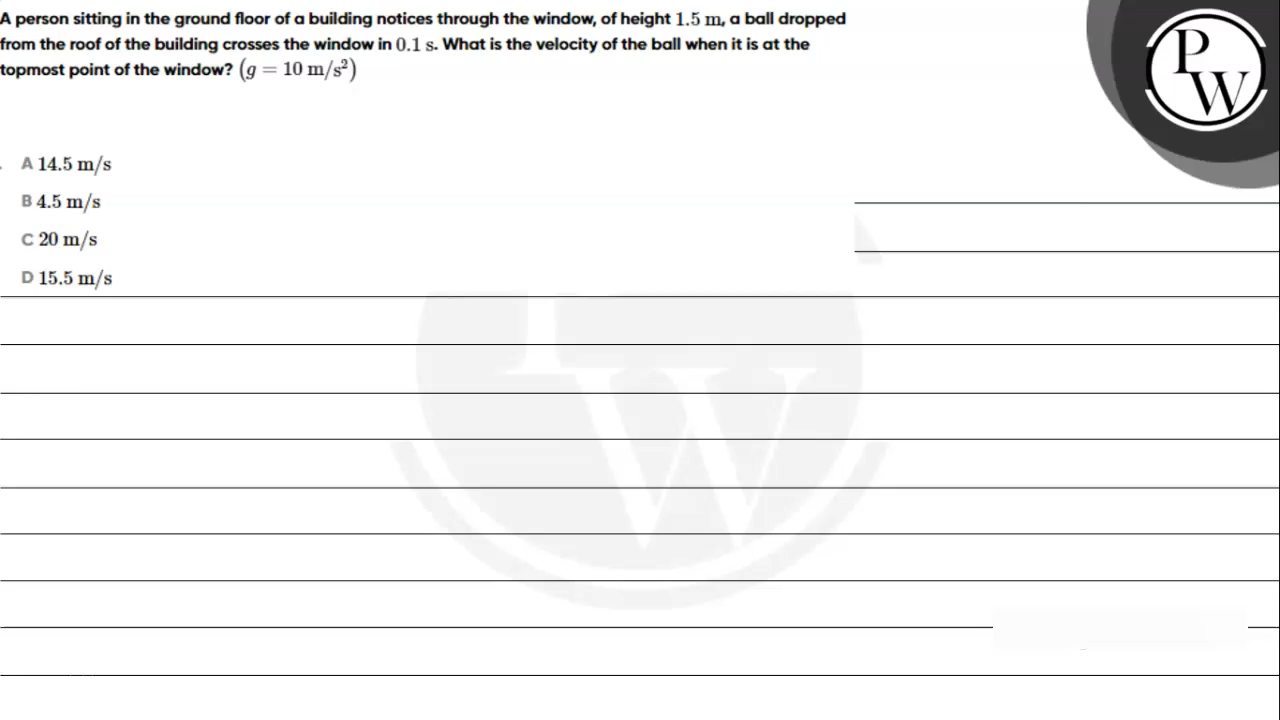 A person sitting in the ground floor of a building notices through the window, of height 1.5 m, a ball dropped
from the roof of the building crosses the window in 0.1 s. What is the velocity of the ball when it is at the
topmost point of the window? (g = 10 m/s²)
PW
A 14.5 m/s
B 4.5 m/s
C 20 m/s
D 15.5 m/s